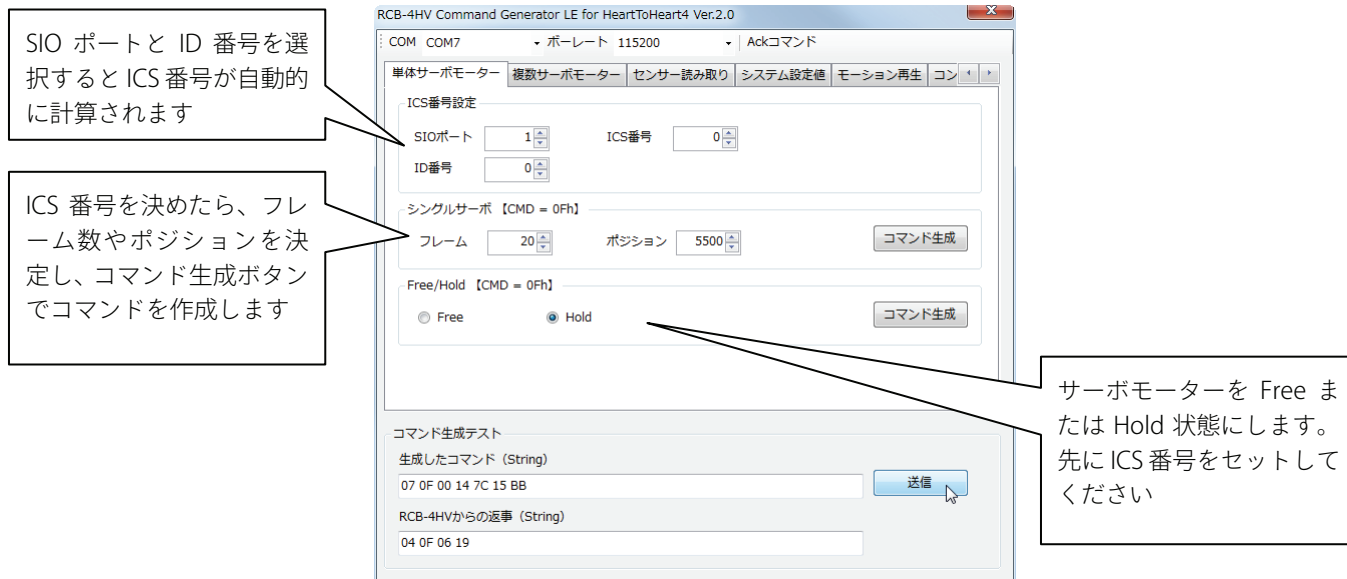 SIO ポートと ID 番号を選
択すると ICS 番号が自動的
に計算されます
ICS 番号を決めたら、フレ
ーム数やポジションを決
定し、コマンド生成ボタン
でコマンドを作成します
RCB-4HV Command Generator LE for HeartToHeart4 Ver.2.0
COM COM7 ボーレート 115200 Ackコマンド
単体サーボモーター 複数サーボモーター センサー読み取り システム設定値 モーション再生 コン
ICS番号設定
SIOポート 1 ICS番号 0
ID番号 0
シングルサーボ 【CMD = 0Fh】
フレーム 20 ポジション 5500 コマンド生成
Free/Hold 【CMD = 0Fh】
Free Hold コマンド生成
コマンド生成テスト
生成したコマンド（String）
07 0F 00 14 7C 15 BB 送信
RCB-4HVからの返事（String）
04 0F 06 19
サーボモーターを Free ま
たは Hold 状態にします。
先に ICS 番号をセットして
ください